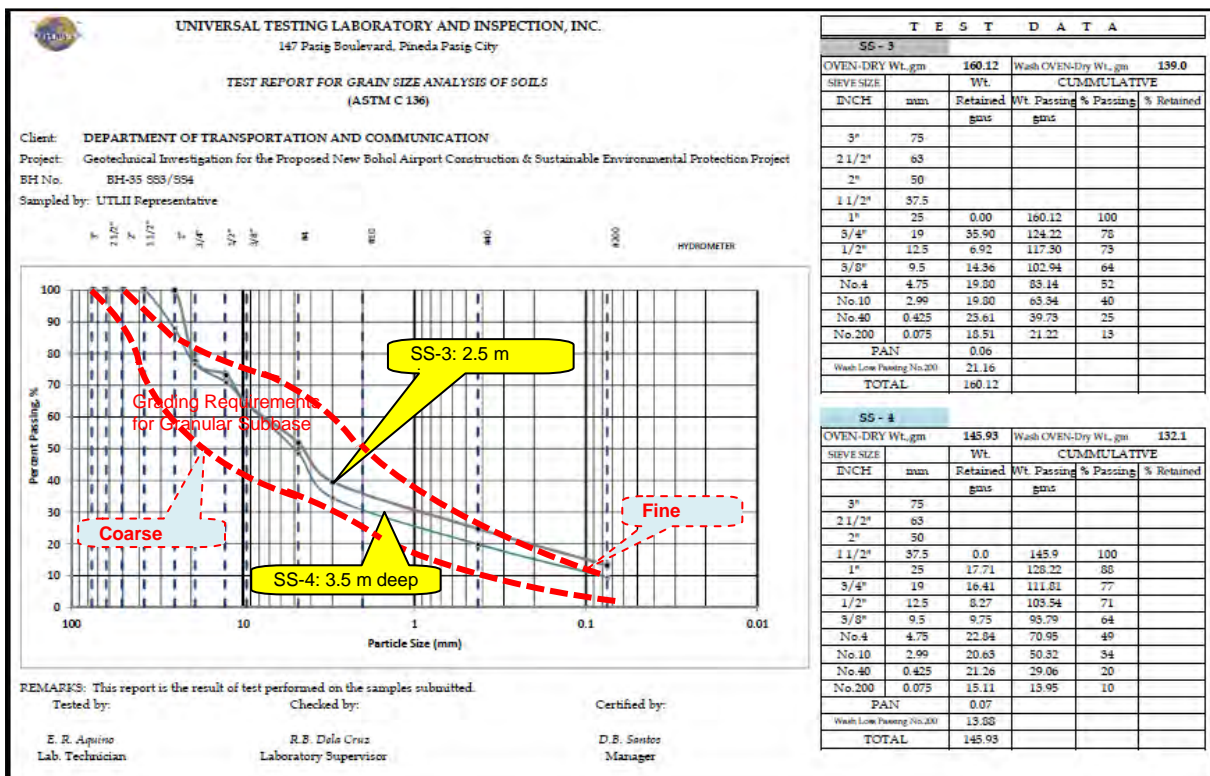 UNIVERSAL TESTING LABORATORY AND INSPECTION, INC.
147 Pasig Boulevard, Pineda Pasig City
TEST REPORT FOR GRAIN SIZE ANALYSIS OF SOILS
(ASTM C 136)
Client: DEPARTMENT OF TRANSPORTATION AND COMMUNICATION
Project: Geotechnical Investigation for the Proposed New Bohol Airport Construction & Sustainable Environmental Protection Project
BH No. BH-35 SS3/SS4
Sampled by: UTLII Representative
3" 2 1/2" 2" 1 1/2" 1" 3/4" 1/2" 3/8" #4 #10 #40 #200 HYDROMETER
Percent Passing, %
100
90
80
70
60
50
40
30
20
10
0
100 10 1 0.1 0.01
Particle Size (mm)
SS-3: 2.5 m
Grading Requirements
for Granular Subbase
Coarse
Fine
SS-4: 3.5 m deep
REMARKS: This report is the result of test performed on the samples submitted.
Tested by: Checked by: Certified by:
E. R. Aquino R.B. Dela Cruz D.B. Santos
Lab. Technician Laboratory Supervisor Manager
TEST DATA
SS - 3
OVEN-DRY Wt.,gm 160.12 Wash OVEN-Dry Wt., gm 139.0
SIEVE SIZE Wt. CUMMULATIVE
INCH mm Retained Wt. Passing % Passing % Retained
gms gms
3" 75
2 1/2" 63
2" 50
1 1/2" 37.5
1" 25 0.00 160.12 100
3/4" 19 35.90 124.22 78
1/2" 12.5 6.92 117.30 73
3/8" 9.5 14.36 102.94 64
No.4 4.75 19.80 83.14 52
No.10 2.99 19.80 63.34 40
No.40 0.425 23.61 39.73 25
No.200 0.075 18.51 21.22 13
PAN 0.06
Wash Loss Passing No.200 21.16
TOTAL 160.12
SS - 4
OVEN-DRY Wt.,gm 145.93 Wash OVEN-Dry Wt., gm 132.1
SIEVE SIZE Wt. CUMMULATIVE
INCH mm Retained Wt. Passing % Passing % Retained
gms gms
3" 75
2 1/2" 63
2" 50
1 1/2" 37.5 0.0 145.9 100
1" 25 17.71 128.22 88
3/4" 19 16.41 111.81 77
1/2" 12.5 8.27 103.54 71
3/8" 9.5 9.75 93.79 64
No.4 4.75 22.84 70.95 49
No.10 2.99 20.63 50.32 34
No.40 0.425 21.26 29.06 20
No.200 0.075 15.11 13.95 10
PAN 0.07
Wash Loss Passing No.200 13.88
TOTAL 145.93